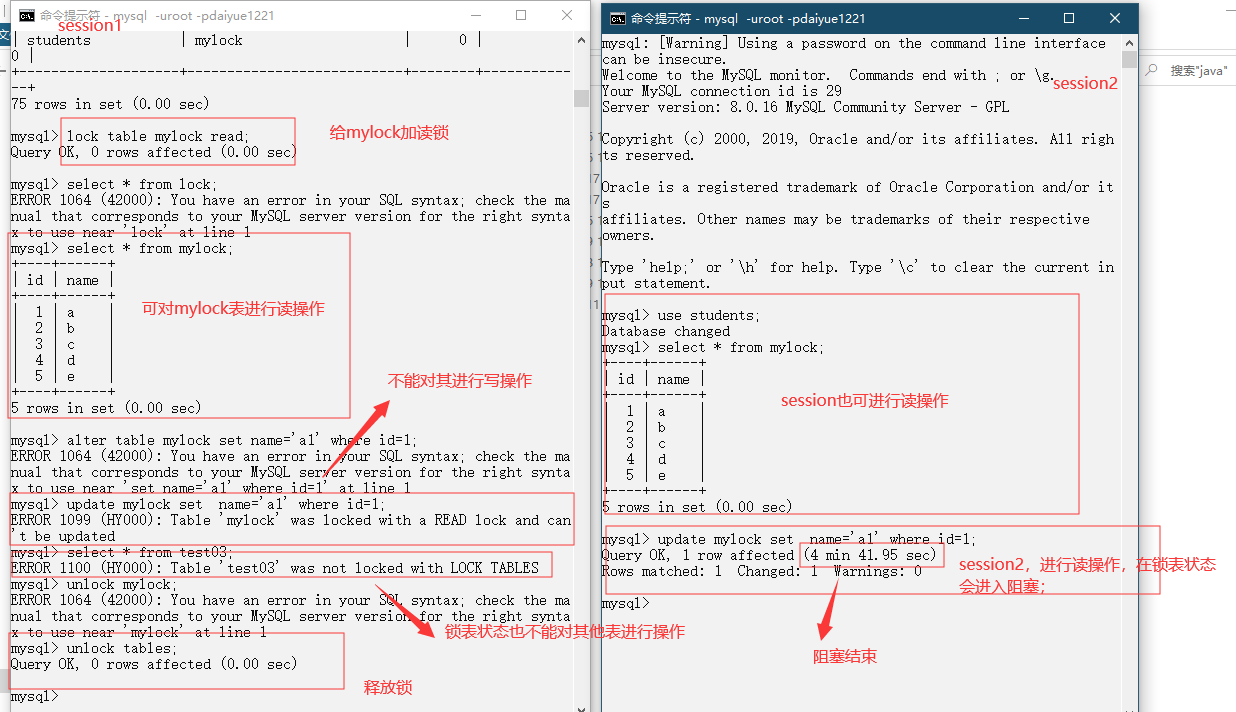 命令提示符 - mysql -uroot -pdaiyue1221
session1
| students | mylock | 0 |
0 |
+--------------------+--------------------------+--------+----------
--+
75 rows in set (0.00 sec)
mysql> lock table mylock read;
Query OK, 0 rows affected (0.00 sec)
给mylock加读锁
mysql> select * from lock;
ERROR 1064 (42000): You have an error in your SQL syntax; check the ma
nual that corresponds to your MySQL server version for the right synta
x to use near 'lock' at line 1
mysql> select * from mylock;
+----+------+
| id | name |
+----+------+
| 1 | a
| 2 | b
| 3 | c
| 4 | d
| 5 | e
+----+------+
5 rows in set (0.00 sec)
可对mylock表进行读操作
不能对其进行写操作
mysql> alter table mylock set name='a1' where id=1;
ERROR 1064 (42000): You have an error in your SQL syntax; check the ma
nual that corresponds to your MySQL server version for the right synta
x to use near 'set name='a1' where id=1' at line 1
mysql> update mylock set  name='a1' where id=1;
ERROR 1099 (HY000): Table 'mylock' was locked with a READ lock and can
't be updated
mysql> select * from test03;
ERROR 1100 (HY000): Table 'test03' was not locked with LOCK TABLES
mysql> unlock mylock;
ERROR 1064 (42000): You have an error in your SQL syntax; check the ma
nual that corresponds to your MySQL server version for the right synta
x to use near 'mylock' at line 1
锁表状态也不能对其他表进行操作
mysql> unlock tables;
Query OK, 0 rows affected (0.00 sec)
释放锁
mysql>
命令提示符 - mysql -uroot -pdaiyue1221
mysql: [Warning] Using a password on the command line interface
can be insecure.
Welcome to the MySQL monitor.  Commands end with ; or \g.
session2
Your MySQL connection id is 29
Server version: 8.0.16 MySQL Community Server - GPL
Copyright (c) 2000, 2019, Oracle and/or its affiliates. All righ
ts reserved.
Oracle is a registered trademark of Oracle Corporation and/or it
s
affiliates. Other names may be trademarks of their respective
owners.
Type 'help;' or '\h' for help. Type '\c' to clear the current in
put statement.
mysql> use students;
Database changed
mysql> select * from mylock;
+----+------+
| id | name |
+----+------+
| 1 | a |
| 2 | b |
| 3 | c |
| 4 | d |
| 5 | e |
+----+------+
5 rows in set (0.00 sec)
session也可进行读操作
mysql> update mylock set  name='a1' where id=1;
Query OK, 1 row affected (4 min 41.95 sec)
Rows matched: 1  Changed: 1  Warnings: 0
session2，进行读操作，在锁表状态
会进入阻塞；
mysql>
阻塞结束
搜索"java"